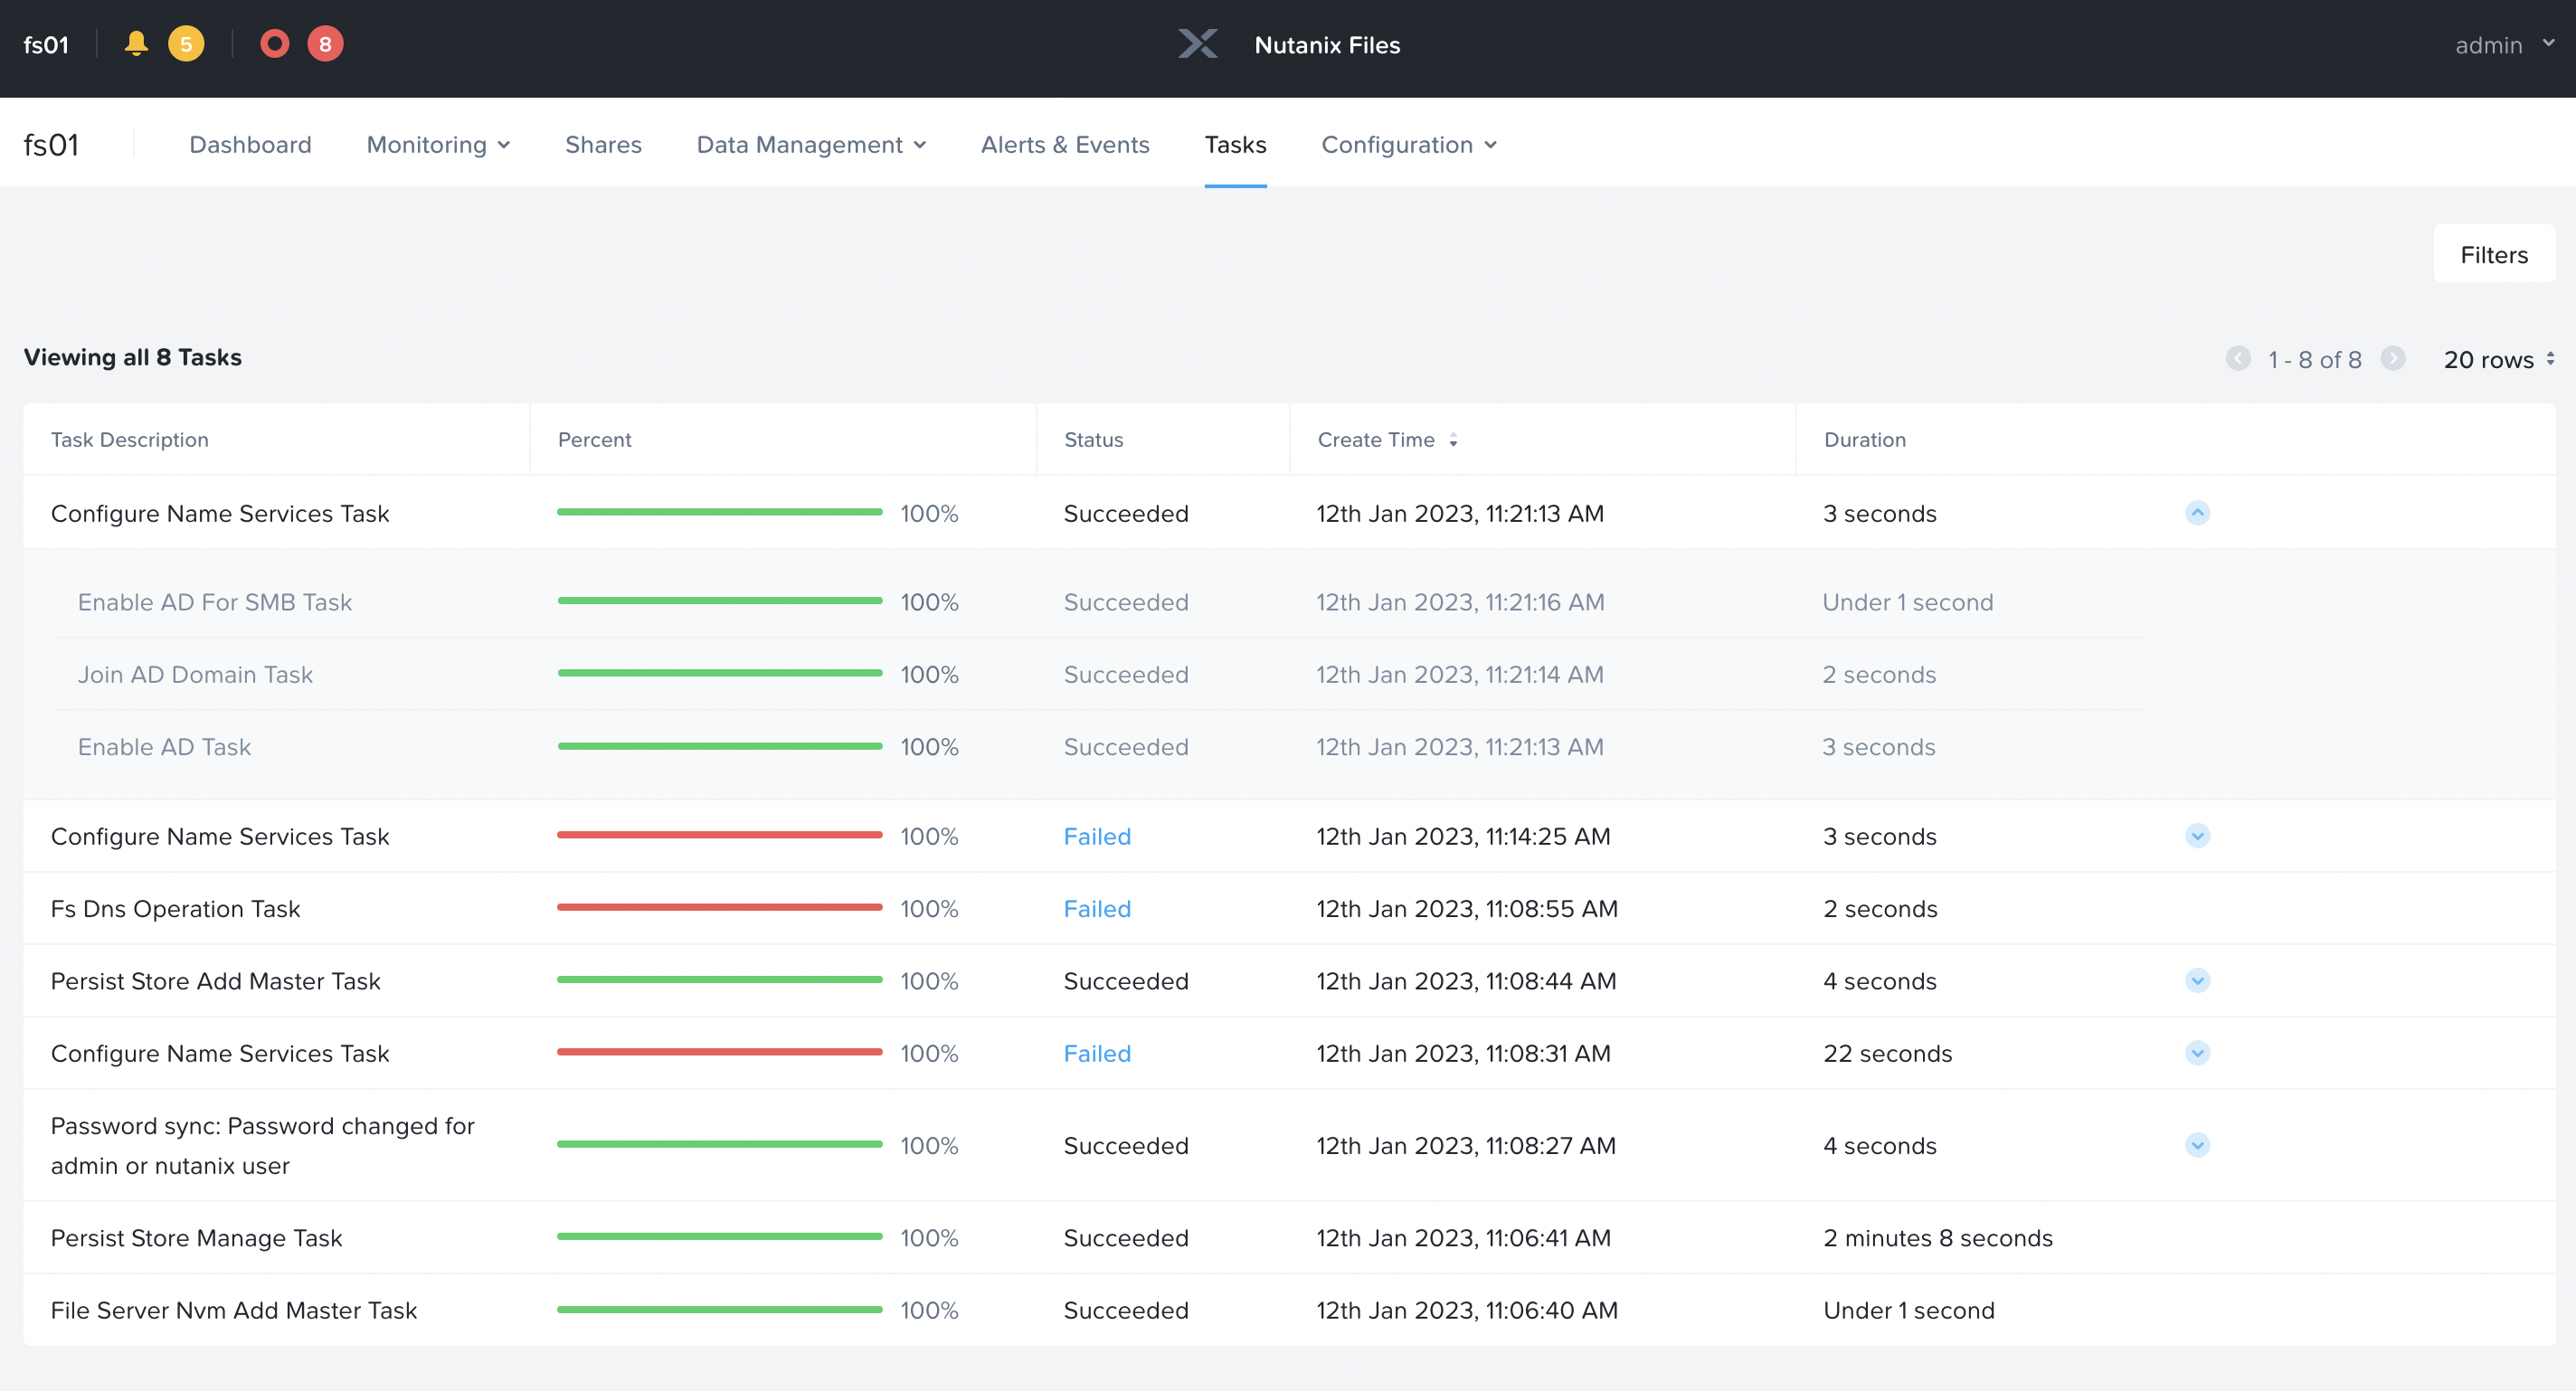 fs01 5 8 Nutanix Files admin
fs01 Dashboard Monitoring Shares Data Management Alerts & Events Tasks Configuration
Filters
Viewing all 8 Tasks 1 - 8 of 8 20 rows
Task Description Percent Status Create Time Duration
Configure Name Services Task 100% Succeeded 12th Jan 2023, 11:21:13 AM 3 seconds
Enable AD For SMB Task 100% Succeeded 12th Jan 2023, 11:21:16 AM Under 1 second
Join AD Domain Task 100% Succeeded 12th Jan 2023, 11:21:14 AM 2 seconds
Enable AD Task 100% Succeeded 12th Jan 2023, 11:21:13 AM 3 seconds
Configure Name Services Task 100% Failed 12th Jan 2023, 11:14:25 AM 3 seconds
Fs Dns Operation Task 100% Failed 12th Jan 2023, 11:08:55 AM 2 seconds
Persist Store Add Master Task 100% Succeeded 12th Jan 2023, 11:08:44 AM 4 seconds
Configure Name Services Task 100% Failed 12th Jan 2023, 11:08:31 AM 22 seconds
Password sync: Password changed for
admin or nutanix user 100% Succeeded 12th Jan 2023, 11:08:27 AM 4 seconds
Persist Store Manage Task 100% Succeeded 12th Jan 2023, 11:06:41 AM 2 minutes 8 seconds
File Server Nvm Add Master Task 100% Succeeded 12th Jan 2023, 11:06:40 AM Under 1 second